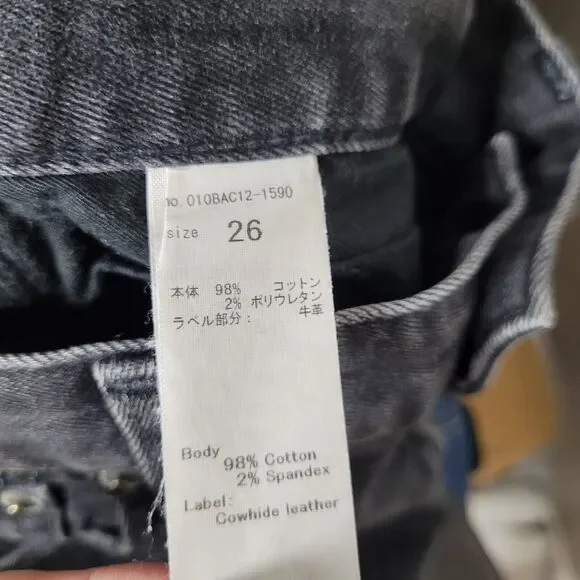 no. 010BAC12-1590
size 26
本体 98% コットン
2% ポリウレタン
ラベル部分: 牛革
Body
98% Cotton
2% Spandex
Label:
Cowhide leather